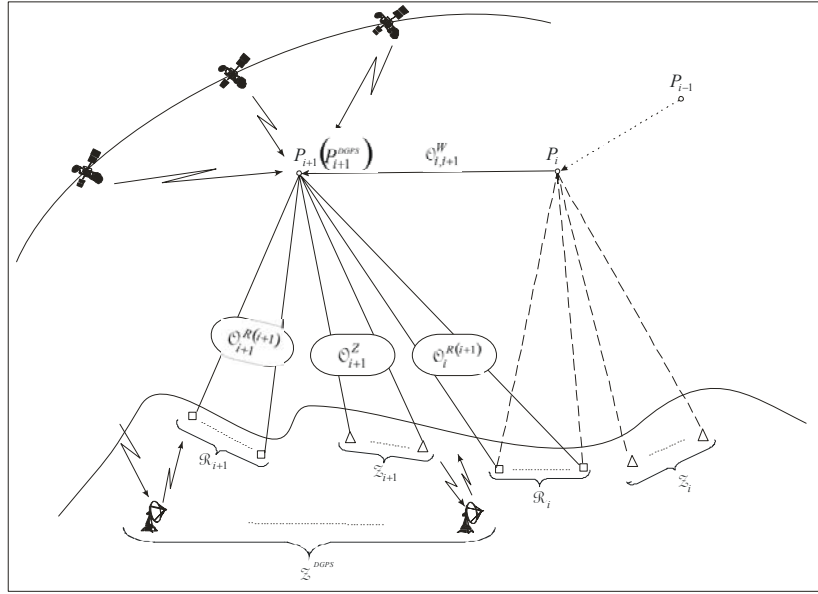 P_{i-1}
P_{i+1}(P_{i+1}^{DGPS})
𝒪_{i,i+1}^{W}
P_i
𝒪_{i+1}^{R(i+1)}
𝒪_{i+1}^{Z}
𝒪_{i}^{R(i+1)}
ℛ_{i+1}
𝒵_{i+1}
ℛ_i
𝒵_i
𝒵^{DGPS}